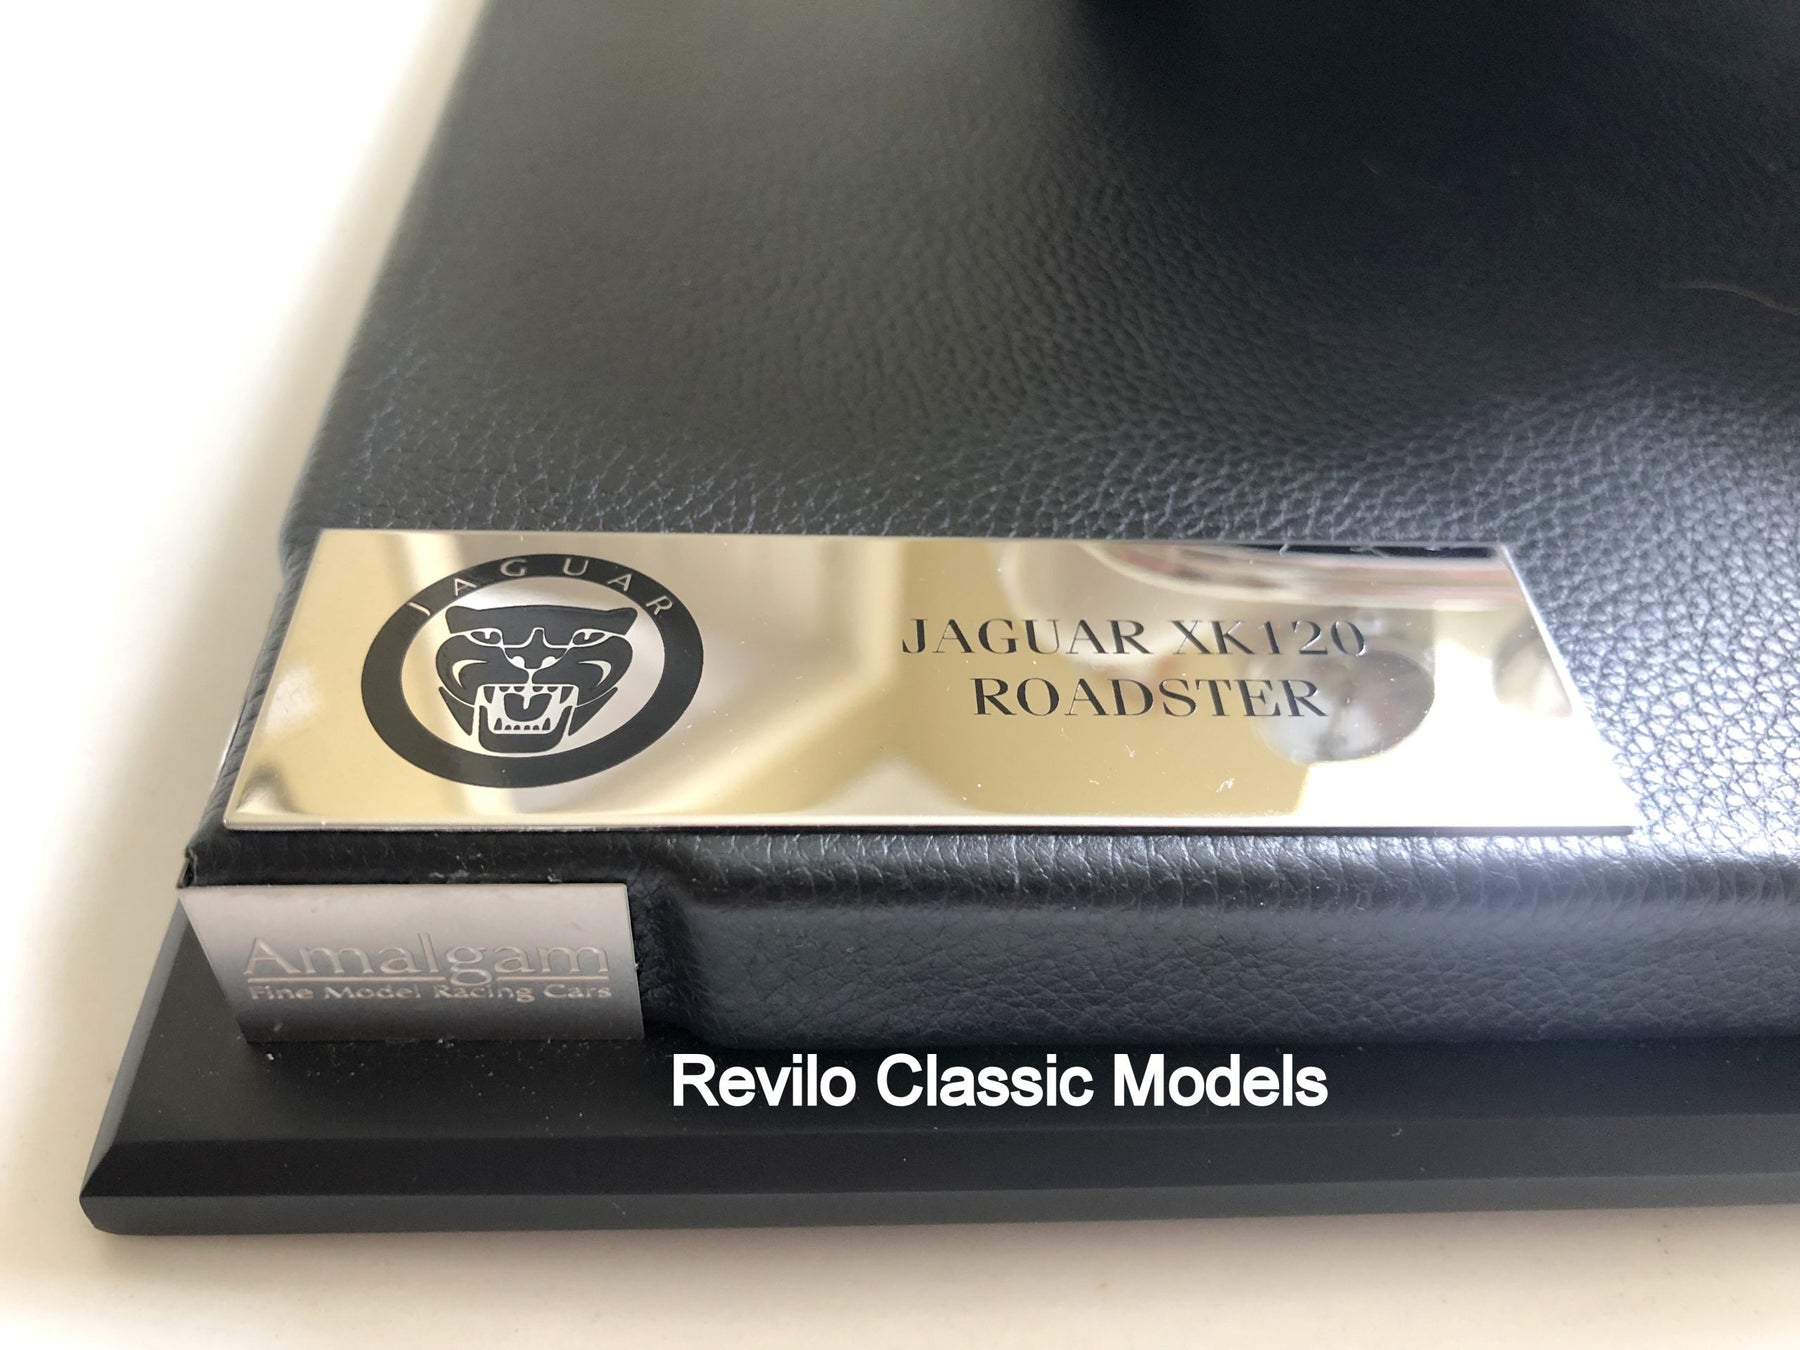 JAGUAR
JAGUAR XK120
ROADSTER
Amalgam
Fine Model Racing Cars
Revilo Classic Models